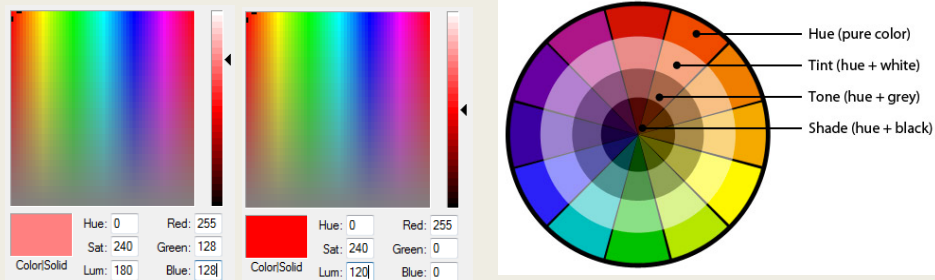 Hue: 0 Red: 255
Sat: 240 Green: 128
Color|Solid Lum: 180 Blue: 128
Hue: 0 Red: 255
Sat: 240 Green: 0
Color|Solid Lum: 120 Blue: 0
Hue (pure color)
Tint (hue + white)
Tone (hue + grey)
Shade (hue + black)